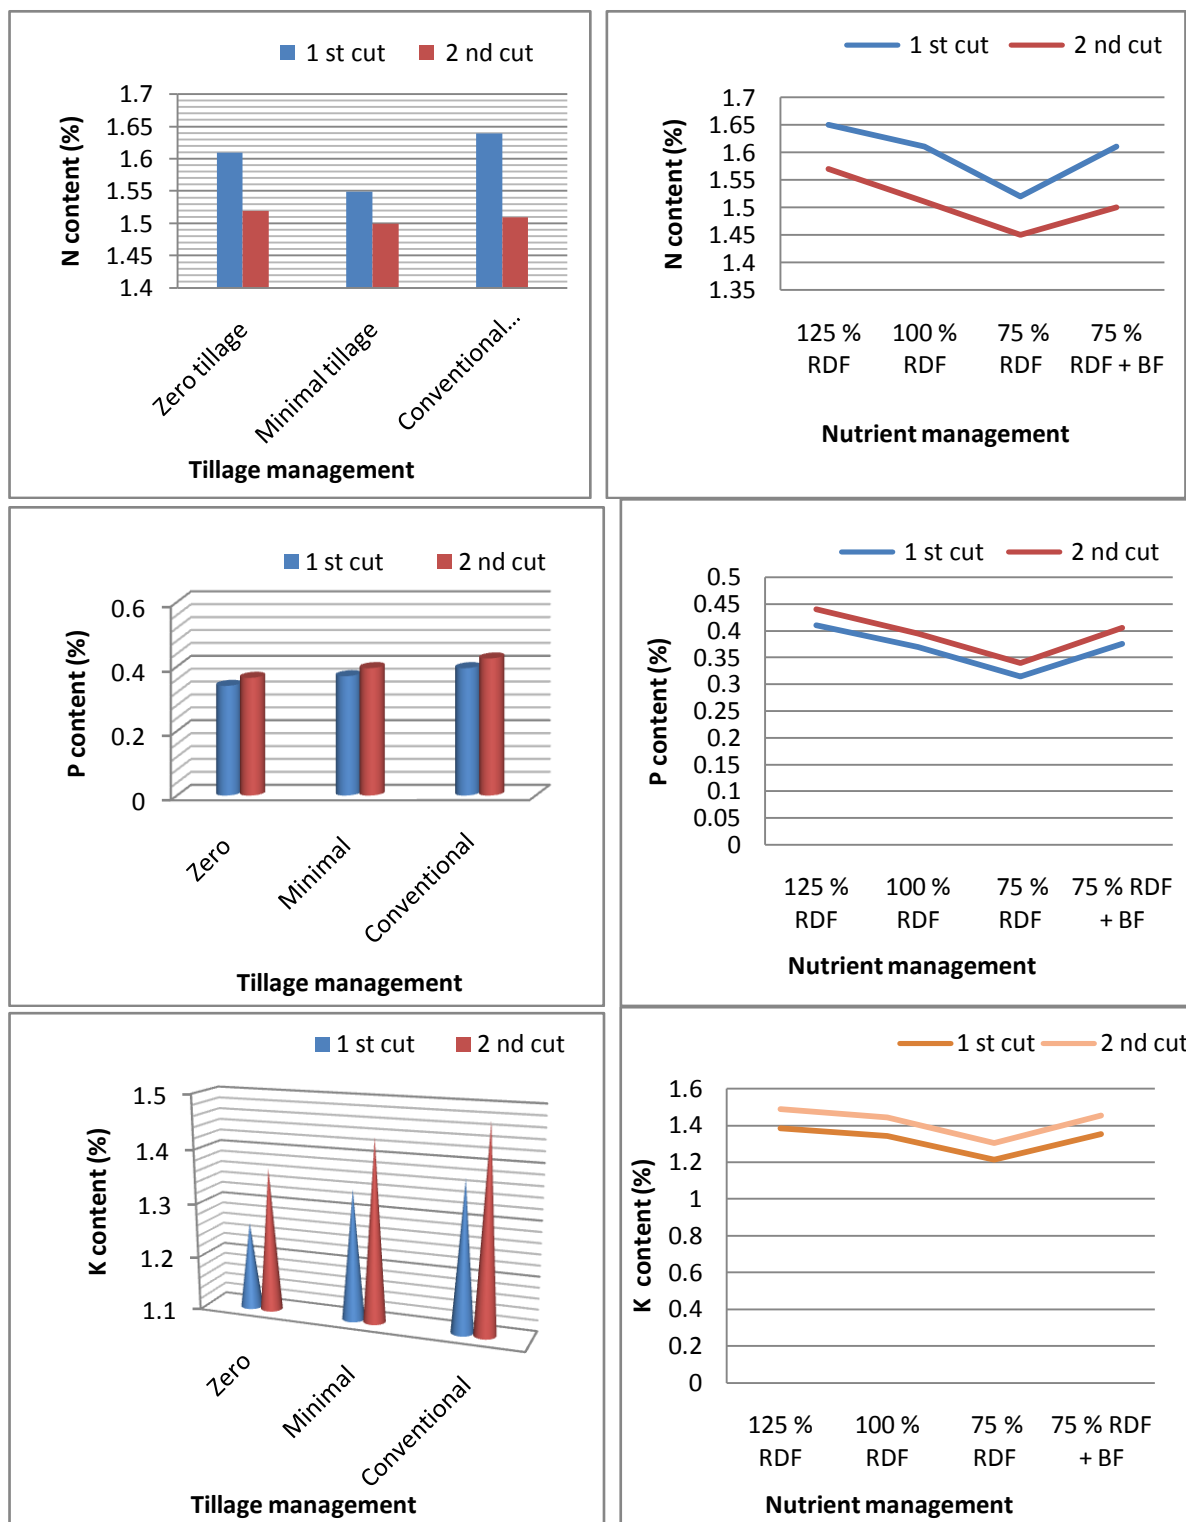 1 st cut 2 nd cut
N content (%)
1.7
1.65
1.6
1.55
1.5
1.45
1.4
Zero tillage
Minimal tillage
Conventional...
Tillage management
1 st cut 2 nd cut
N content (%)
1.7
1.65
1.6
1.55
1.5
1.45
1.4
1.35
125 % 100 % 75 % 75 %
RDF RDF RDF RDF + BF
Nutrient management
1 st cut 2 nd cut
P content (%)
0.6
0.4
0.2
0
Zero
Minimal
Conventional
Tillage management
1 st cut 2 nd cut
P content (%)
0.5
0.45
0.4
0.35
0.3
0.25
0.2
0.15
0.1
0.05
0
125 % 100 % 75 % 75 % RDF
RDF RDF RDF + BF
Nutrient management
1 st cut 2 nd cut
K content (%)
1.5
1.4
1.3
1.2
1.1
Zero
Minimal
Conventional
Tillage management
1 st cut 2 nd cut
K content (%)
1.6
1.4
1.2
1
0.8
0.6
0.4
0.2
0
125 % 100 % 75 % 75 % RDF
RDF RDF RDF + BF
Nutrient management